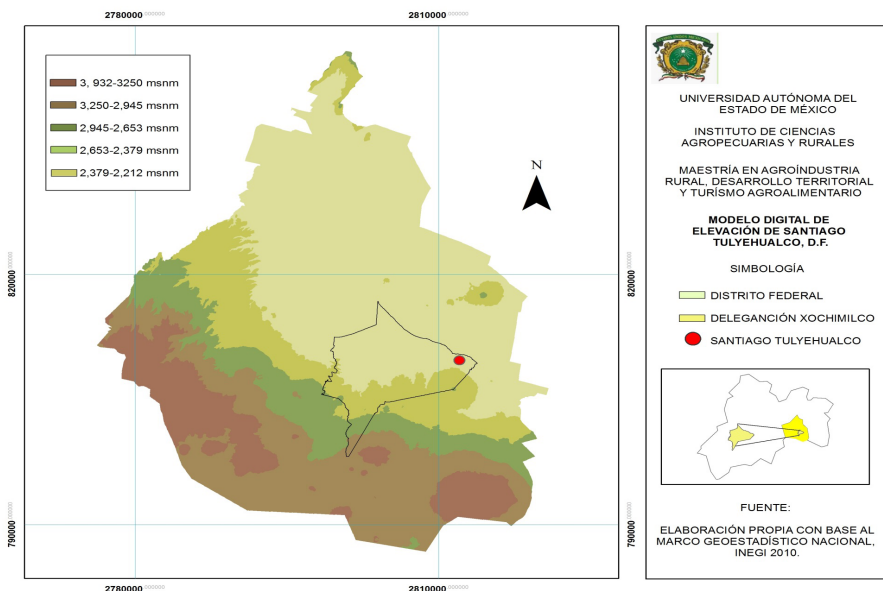 2780000.000000
2810000.000000
3, 932-3250 msnm
3,250-2,945 msnm
2,945-2,653 msnm
2,653-2,379 msnm
2,379-2,212 msnm
N
820000
820000
790000
790000
2780000.000000
2810000.000000
UNIVERSIDAD AUTÓNOMA DEL
ESTADO DE MÉXICO
INSTITUTO DE CIENCIAS
AGROPECUARIAS Y RURALES
MAESTRÍA EN AGROÍNDUSTRIA
RURAL, DESARROLLO TERRITORIAL
Y TURÍSMO AGROALIMENTARIO
MODELO DIGITAL DE
ELEVACIÓN DE SANTIAGO
TULYEHUALCO, D.F.
SIMBOLOGÍA
DISTRITO FEDERAL
DELEGANCIÓN XOCHIMILCO
SANTIAGO TULYEHUALCO
FUENTE:
ELABORACIÓN PROPIA CON BASE AL
MARCO GEOESTADÍSTICO NACIONAL,
INEGI 2010.